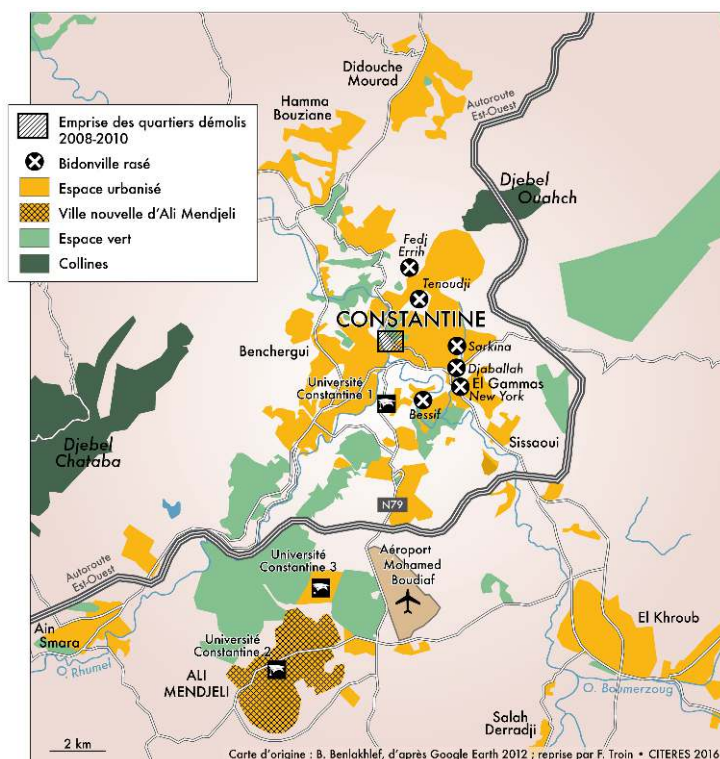 Didouche
Mourad
Hamma
Bouziane
Autoroute
Est-Ouest
Emprise des quartiers démolis
2008-2010
Bidonville rasé
Espace urbanisé
Ville nouvelle d'Ali Mendjeli
Espace vert
Collines
Djebel
Ouahch
Fedj
Errih
Tenoudji
CONSTANTINE
Sarkina
Benchergui
Djaballah
El Gammas
New York
Université
Constantine 1
Bessif
Sissaoui
Djebel
Chataba
N79
Autoroute
Est-Ouest
Université
Constantine 3
Aéroport
Mohamed
Boudiaf
Ain
Smara
El Khroub
Université
Constantine 2
O. Rhumel
ALI
MENDJELI
O. Boumerzoug
Salah
Derradji
2 km
Carte d'origine : B. Benlakhlef, d'après Google Earth 2012 ; reprise par F. Troin • CITERES 2016